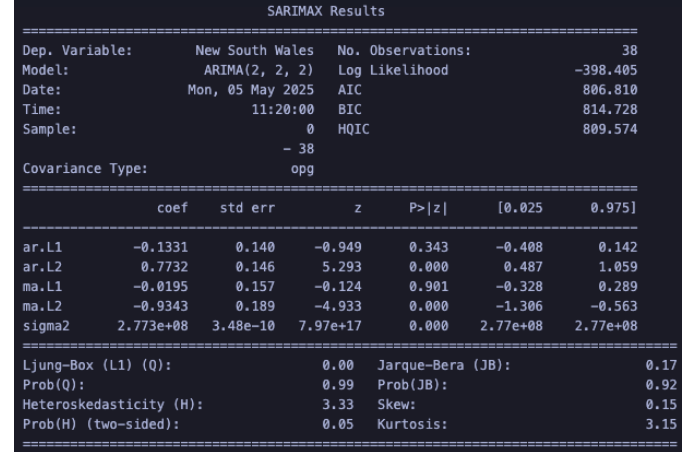 SARIMAX Results
==============================================================================
Dep. Variable: New South Wales No. Observations: 38
Model: ARIMA(2, 2, 2) Log Likelihood -398.405
Date: Mon, 05 May 2025 AIC 806.810
Time: 11:20:00 BIC 814.728
Sample: 0 HQIC 809.574
- 38
Covariance Type: opg
==============================================================================
coef std err z P>|z| [0.025 0.975]
------------------------------------------------------------------------------
ar.L1 -0.1331 0.140 -0.949 0.343 -0.408 0.142
ar.L2 0.7732 0.146 5.293 0.000 0.487 1.059
ma.L1 -0.0195 0.157 -0.124 0.901 -0.328 0.289
ma.L2 -0.9343 0.189 -4.933 0.000 -1.306 -0.563
sigma2 2.773e+08 3.48e-10 7.97e+17 0.000 2.77e+08 2.77e+08
===================================================================================
Ljung-Box (L1) (Q): 0.00 Jarque-Bera (JB): 0.17
Prob(Q): 0.99 Prob(JB): 0.92
Heteroskedasticity (H): 3.33 Skew: 0.15
Prob(H) (two-sided): 0.05 Kurtosis: 3.15
===================================================================================